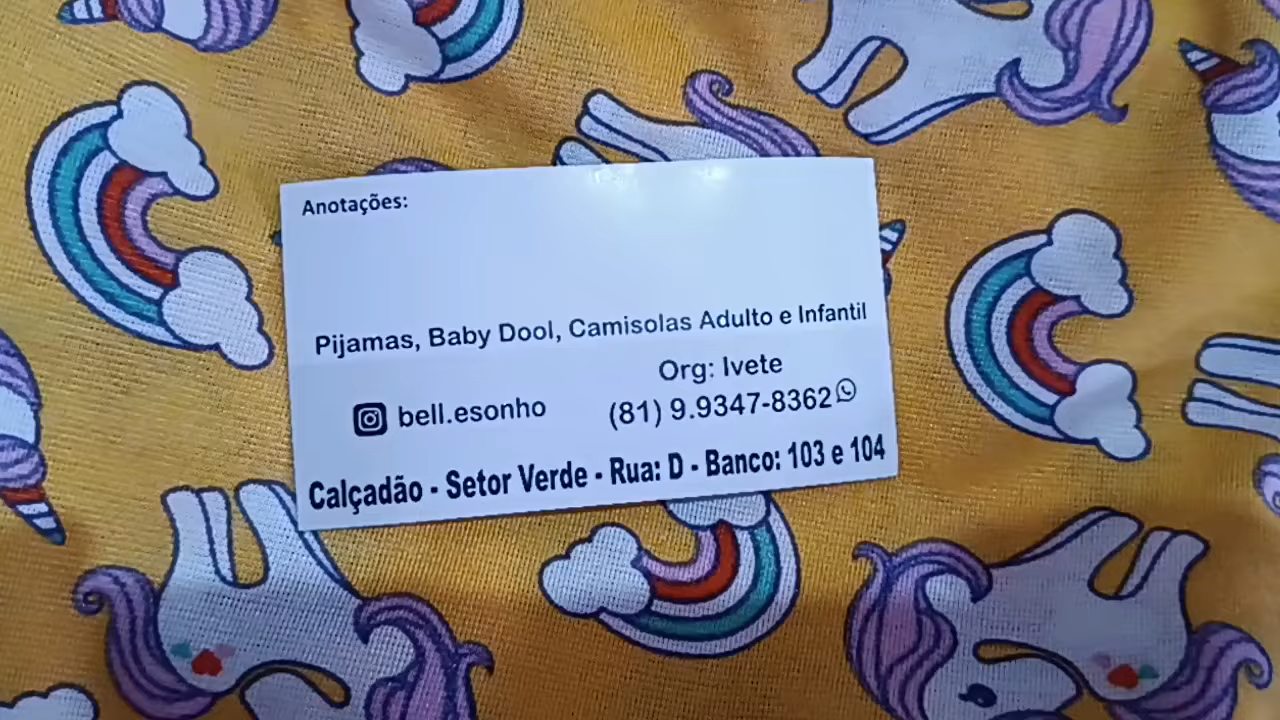 Anotações:
Pijamas, Baby Dool, Camisolas Adulto e Infantil
Org: Ivete
bell.esonho (81) 9.9347-8362
Calçadão - Setor Verde - Rua: D - Banco: 103 e 104